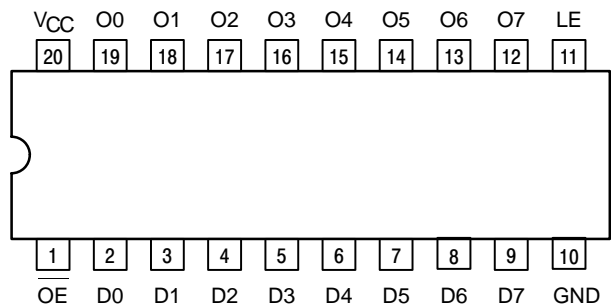 VCC O0 O1 O2 O3 O4 O5 O6 O7 LE
20 19 18 17 16 15 14 13 12 11
1 2 3 4 5 6 7 8 9 10
O̅E̅ D0 D1 D2 D3 D4 D5 D6 D7 GND